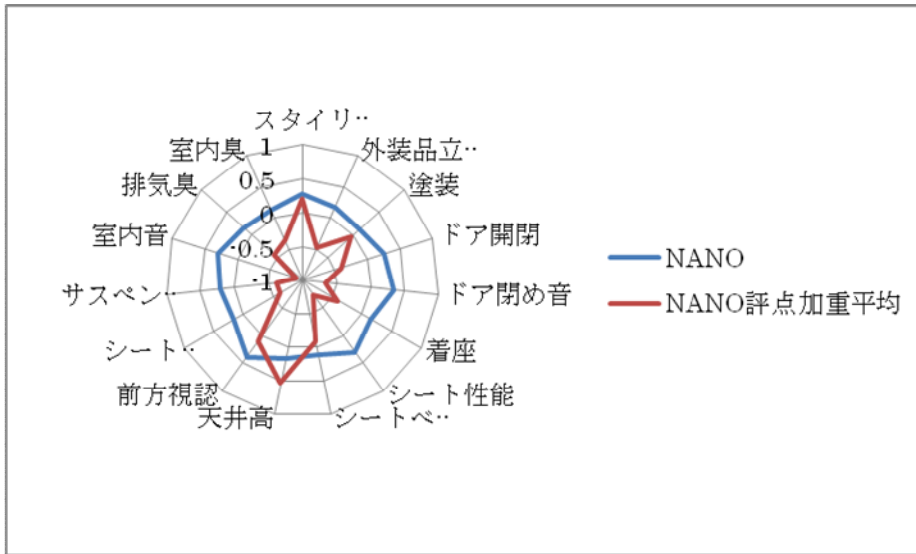 スタイリ…
外装品立…
塗装
ドア開閉
ドア閉め音
着座
シート性能
シートベ…
天井高
前方視認
シート…
サスペン…
室内音
排気臭
室内臭
1
0.5
0
-0.5
-1
NANO
NANO評点加重平均